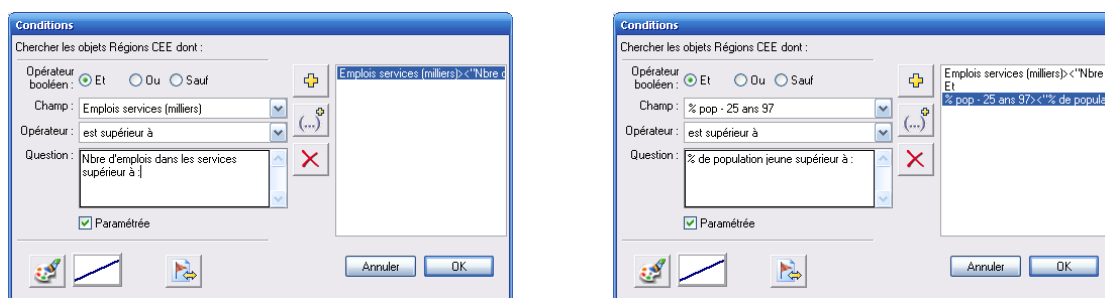 Conditions
Chercher les objets Régions CEE dont :
Opérateur
booléen :
Et
Ou
Sauf
Champ :
Emplois services (milliers)
Opérateur :
est supérieur à
Question :
Nbre d'emplois dans les services
supérieur à :
Paramétrée
(...)
Emplois services (milliers)><"Nbre
Annuler
OK
Conditions
Chercher les objets Régions CEE dont :
Opérateur
booléen :
Et
Ou
Sauf
Champ :
% pop - 25 ans 97
Opérateur :
est supérieur à
Question :
% de population jeune supérieur à :
Paramétrée
(...)
Emplois services (milliers)><"Nbre
Et
% pop - 25 ans 97><"% de popula
Annuler
OK